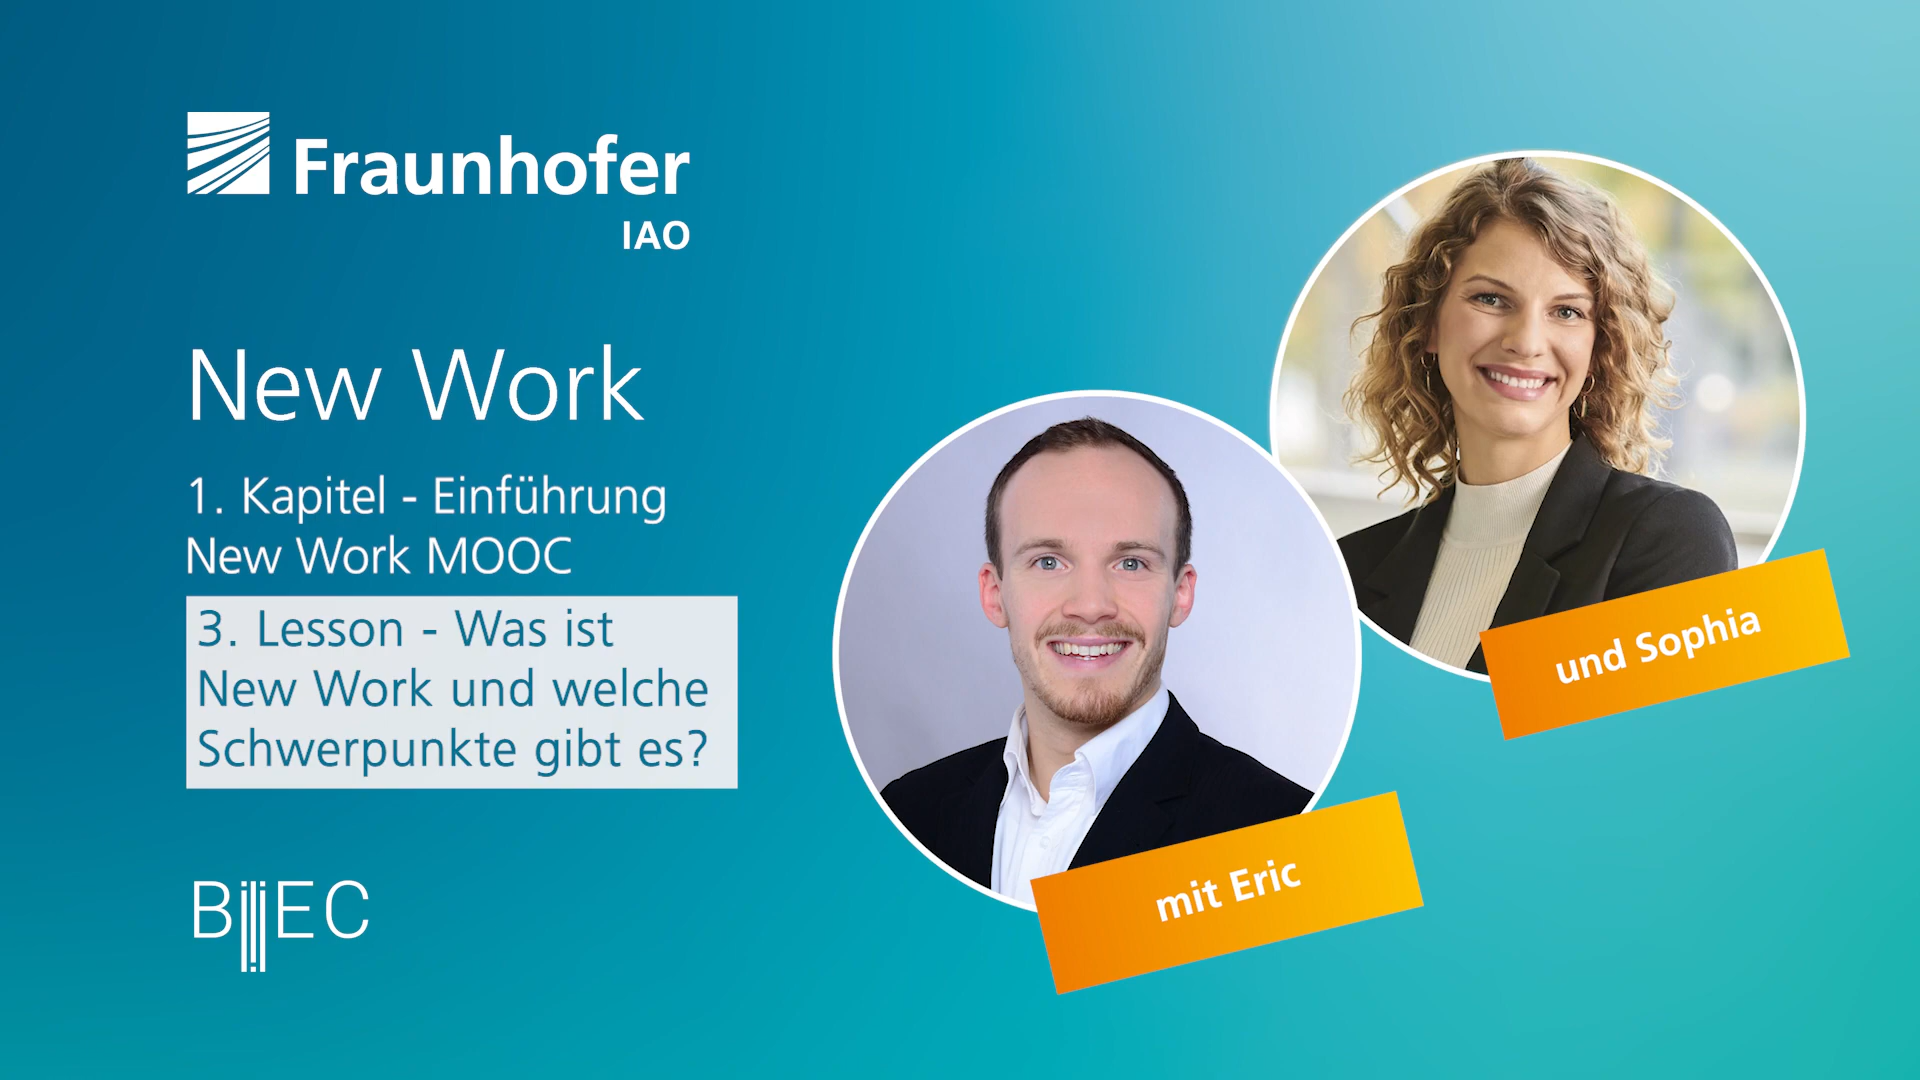 Fraunhofer
IAO
New Work
1. Kapitel - Einführung
New Work MOOC
3. Lesson - Was ist
New Work und welche
Schwerpunkte gibt es?
BIEC
mit Eric
und Sophia